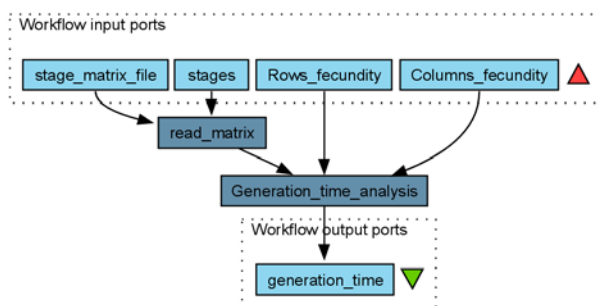 Workflow input ports
stage_matrix_file stages Rows_fecundity Columns_fecundity
read_matrix
Generation_time_analysis
Workflow output ports
generation_time